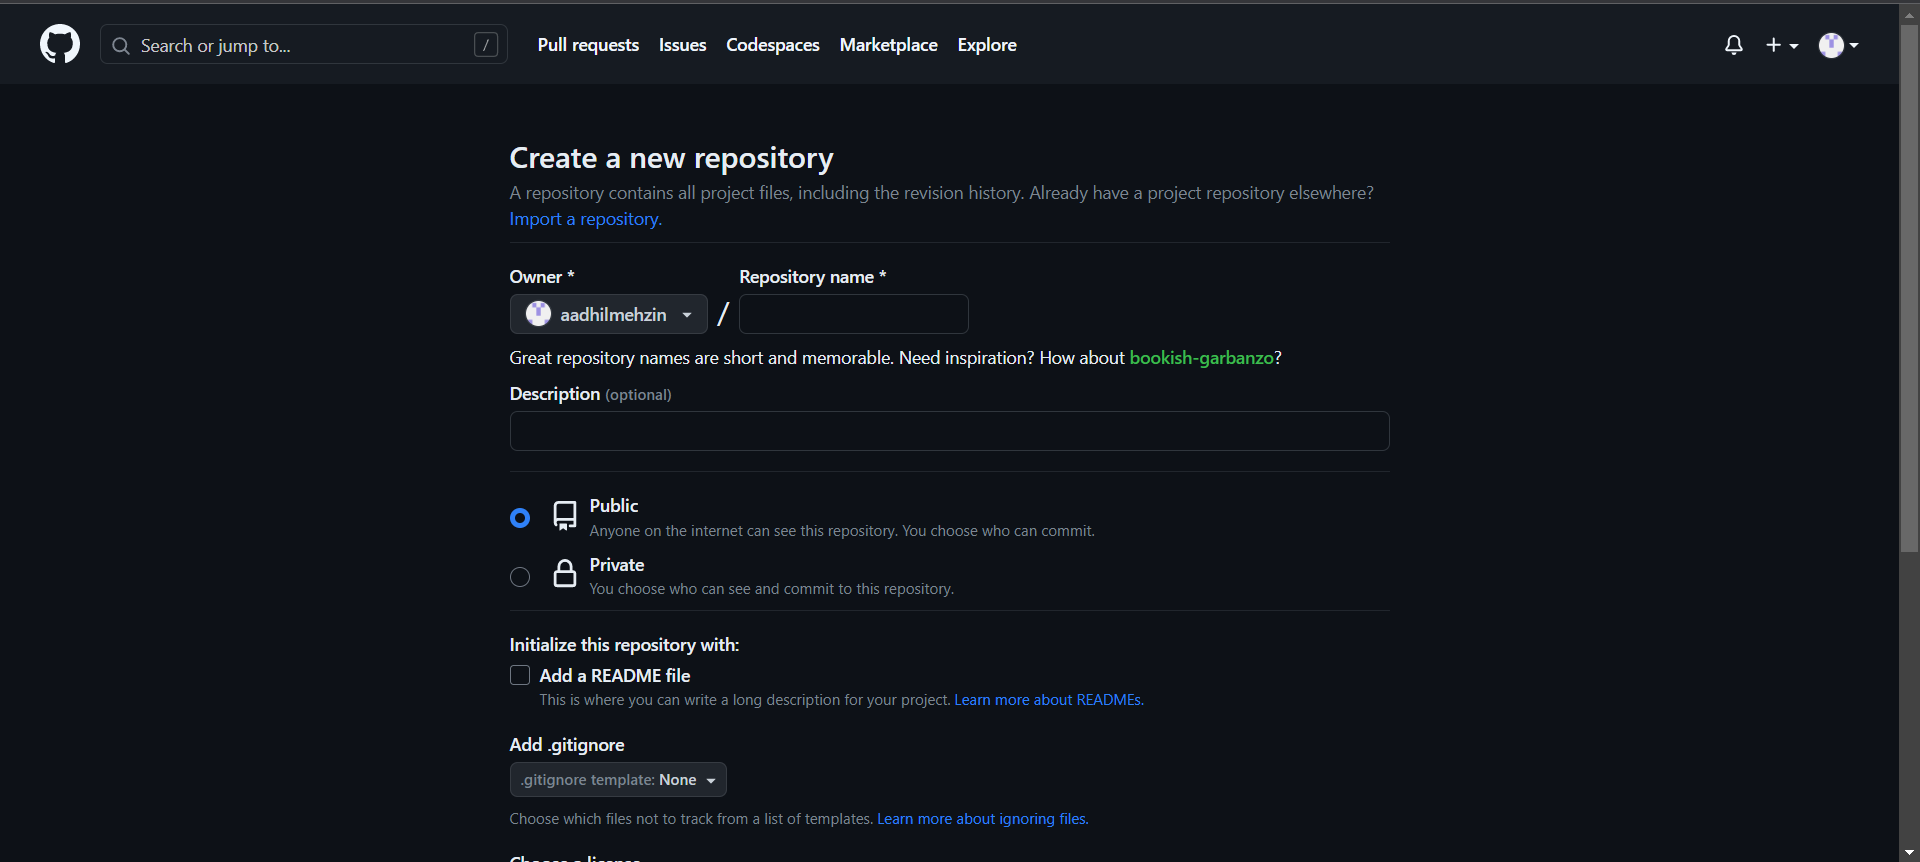 Search or jump to... /
Pull requests Issues Codespaces Marketplace Explore
Create a new repository
A repository contains all project files, including the revision history. Already have a project repository elsewhere?
Import a repository.
Owner * Repository name *
aadhilmehzin /
Great repository names are short and memorable. Need inspiration? How about bookish-garbanzo?
Description (optional)
Public
Anyone on the internet can see this repository. You choose who can commit.
Private
You choose who can see and commit to this repository.
Initialize this repository with:
Add a README file
This is where you can write a long description for your project. Learn more about READMEs.
Add .gitignore
.gitignore template: None
Choose which files not to track from a list of templates. Learn more about ignoring files.
Choose a license